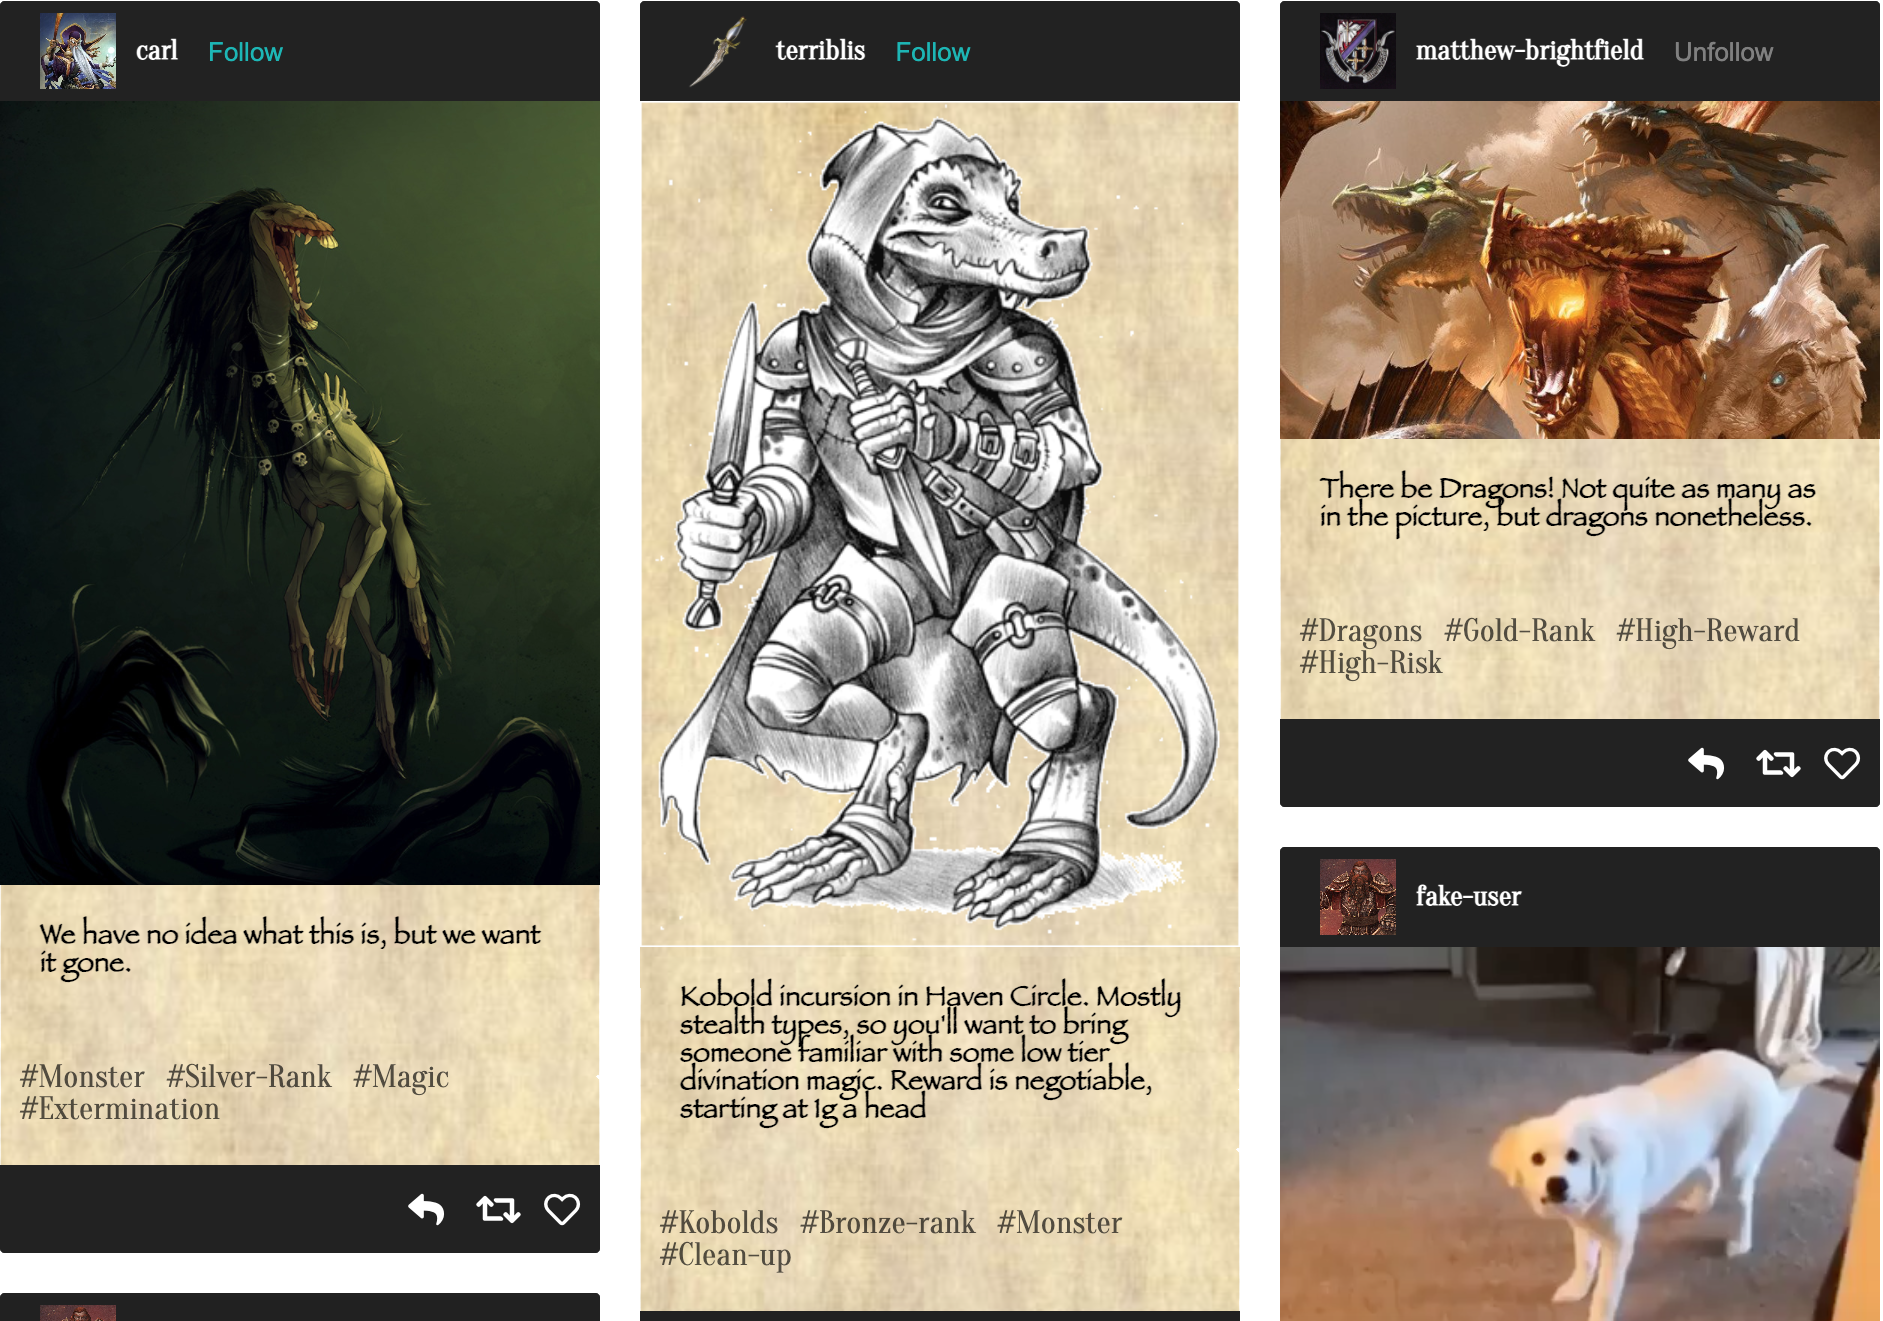 carl Follow
We have no idea what this is, but we want
it gone.
#Monster #Silver-Rank #Magic
#Extermination
terriblis Follow
Kobold incursion in Haven Circle. Mostly
stealth types, so you'll want to bring
someone familiar with some low tier
divination magic. Reward is negotiable,
starting at 1g a head
#Kobolds #Bronze-rank #Monster
#Clean-up
matthew-brightfield Unfollow
There be Dragons! Not quite as many as
in the picture, but dragons nonetheless.
#Dragons #Gold-Rank #High-Reward
#High-Risk
fake-user